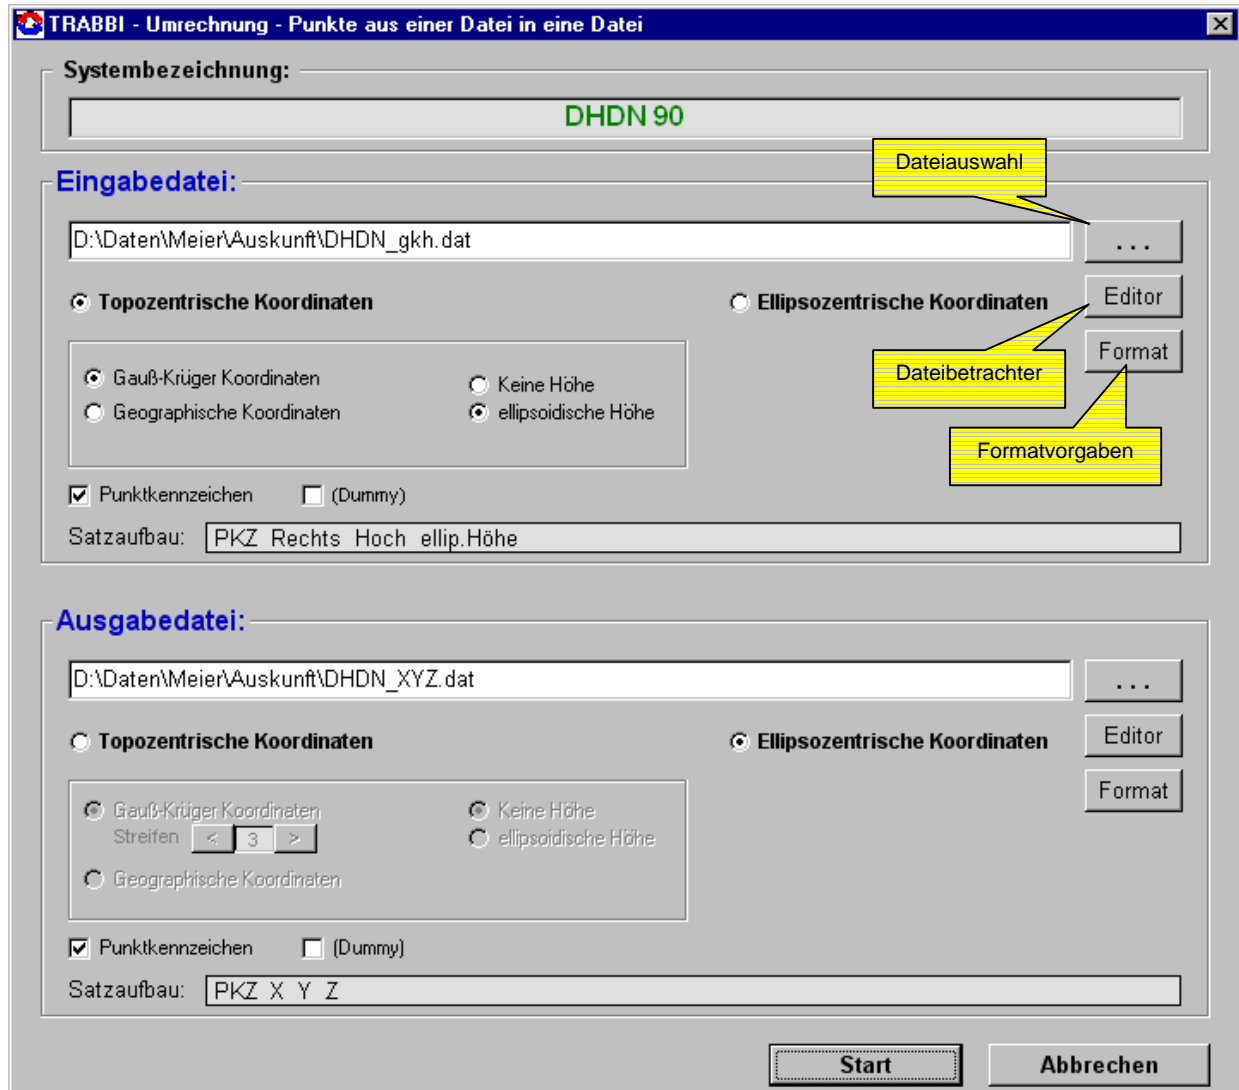 TRABBI - Umrechnung - Punkte aus einer Datei in eine Datei
Systembezeichnung:
DHDN 90
Dateiauswahl
Eingabedatei:
D:\Daten\Meier\Auskunft\DHDN_gkh.dat
. . .
Topozentrische Koordinaten
Ellipsozentrische Koordinaten
Editor
Format
Gauß-Krüger Koordinaten
Keine Höhe
Dateibetrachter
Geographische Koordinaten
ellipsoidische Höhe
Formatvorgaben
Punktkennzeichen
(Dummy)
Satzaufbau: PKZ Rechts Hoch ellip.Höhe
Ausgabedatei:
D:\Daten\Meier\Auskunft\DHDN_XYZ.dat
. . .
Topozentrische Koordinaten
Ellipsozentrische Koordinaten
Editor
Format
Gauß-Krüger Koordinaten
Keine Höhe
Streifen < 3 >
ellipsoidische Höhe
Geographische Koordinaten
Punktkennzeichen
(Dummy)
Satzaufbau: PKZ X Y Z
Start
Abbrechen